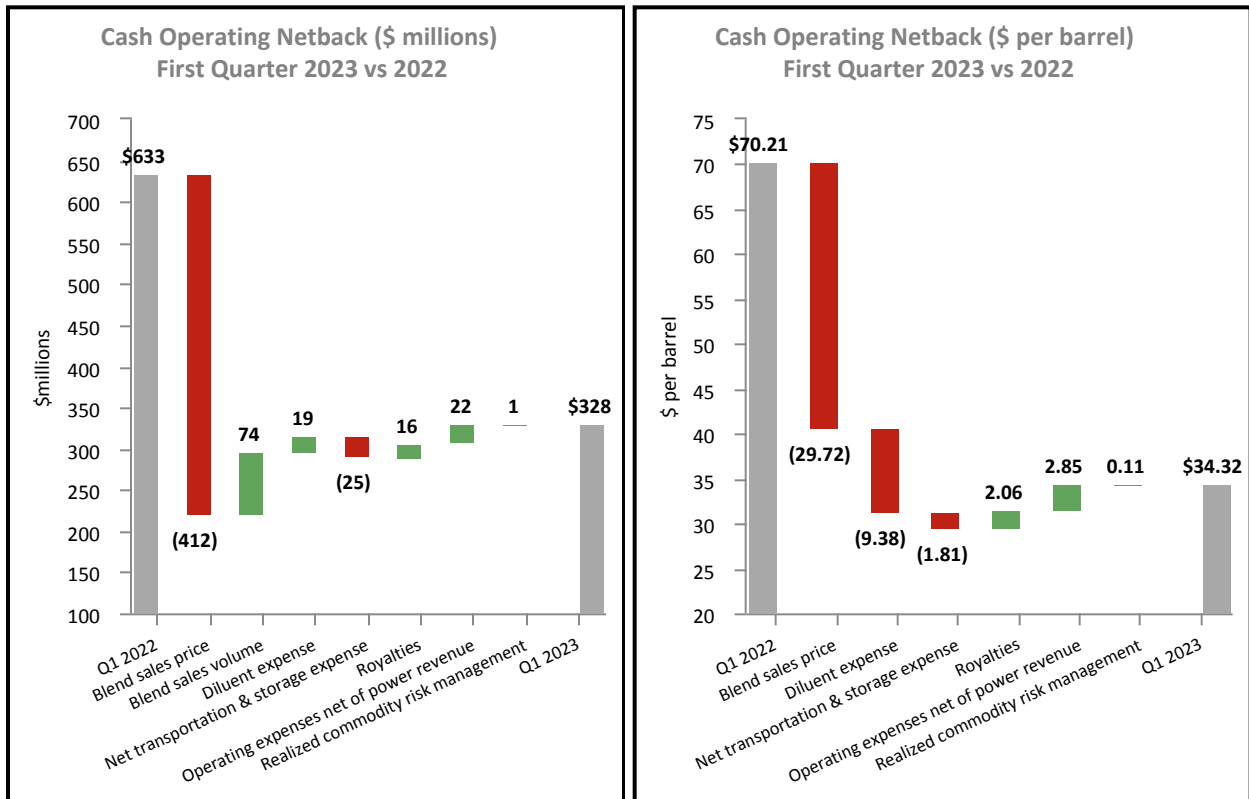 Cash Operating Netback ($ millions)
First Quarter 2023 vs 2022
$millions
700
650
600
550
500
450
400
350
300
250
200
150
100
$633
(412)
74
19
(25)
16
22
1
$328
Q1 2022
Blend sales price
Blend sales volume
Diluent expense
Net transportation & storage expense
Royalties
Operating expenses net of power revenue
Realized commodity risk management
Q1 2023
Cash Operating Netback ($ per barrel)
First Quarter 2023 vs 2022
$ per barrel
75
70
65
60
55
50
45
40
35
30
25
20
$70.21
(29.72)
(9.38)
(1.81)
2.06
2.85
0.11
$34.32
Q1 2022
Blend sales price
Diluent expense
Net transportation & storage expense
Royalties
Operating expenses net of power revenue
Realized commodity risk management
Q1 2023